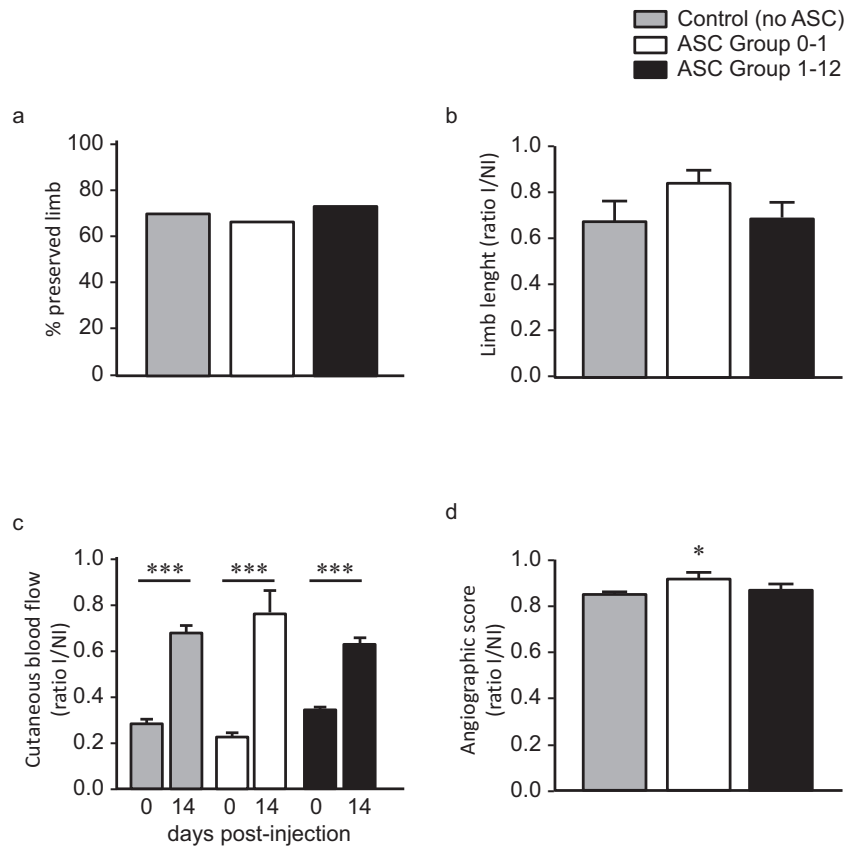 Control (no ASC)
ASC Group 0-1
ASC Group 1-12
a
100
80
60
40
20
0
% preserved limb
b
1.0
0.8
0.6
0.4
0.2
0.0
Limb lenght (ratio I/NI)
c
1.0
0.8
0.6
0.4
0.2
0.0
Cutaneous blood flow
(ratio I/NI)
*** *** ***
0 14 0 14 0 14
days post-injection
d
1.0
0.8
0.6
0.4
0.2
0.0
Angiographic score
(ratio I/NI)
*